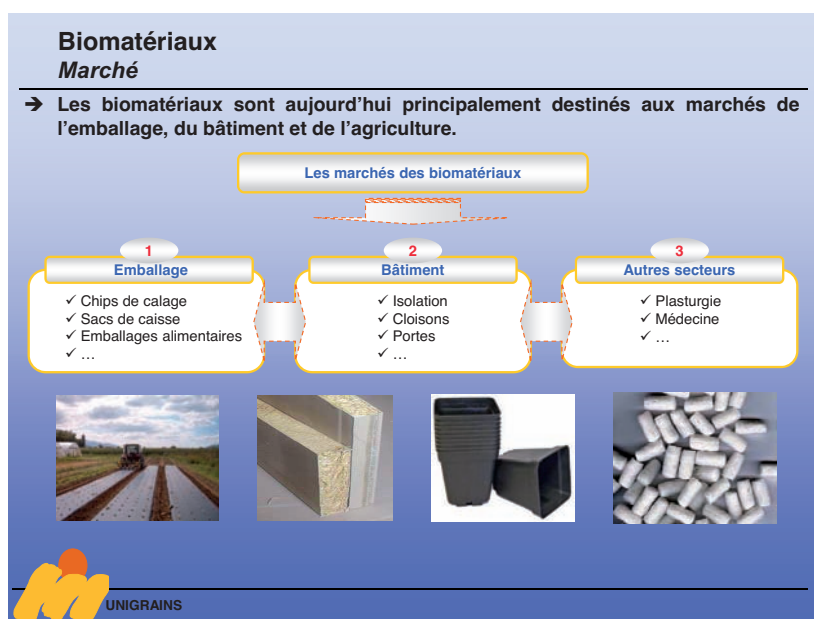 Biomatériaux
Marché
➔ Les biomatériaux sont aujourd'hui principalement destinés aux marchés de
l'emballage, du bâtiment et de l'agriculture.
Les marchés des biomatériaux
1
Emballage
✓ Chips de calage
✓ Sacs de caisse
✓ Emballages alimentaires
✓ …
2
Bâtiment
✓ Isolation
✓ Cloisons
✓ Portes
✓ …
3
Autres secteurs
✓ Plasturgie
✓ Médecine
✓ …
UNIGRAINS